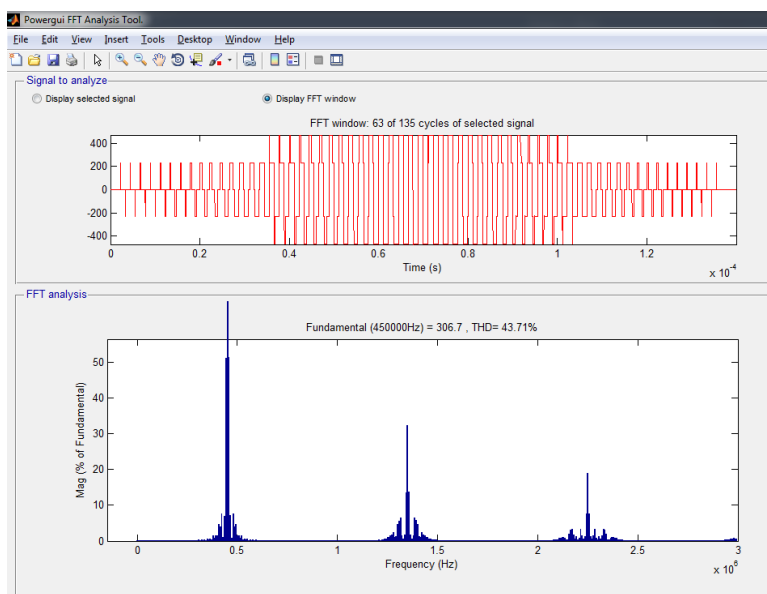 Powergui FFT Analysis Tool.
File Edit View Insert Tools Desktop Window Help
Signal to analyze
Display selected signal Display FFT window
FFT window: 63 of 135 cycles of selected signal
400
200
0
-200
-400
0 0.2 0.4 0.6 0.8 1 1.2
Time (s)
x 10^-4
FFT analysis
Fundamental (450000Hz) = 306.7 , THD= 43.71%
Mag (% of Fundamental)
50
40
30
20
10
0
0 0.5 1 1.5 2 2.5 3
Frequency (Hz)
x 10^6